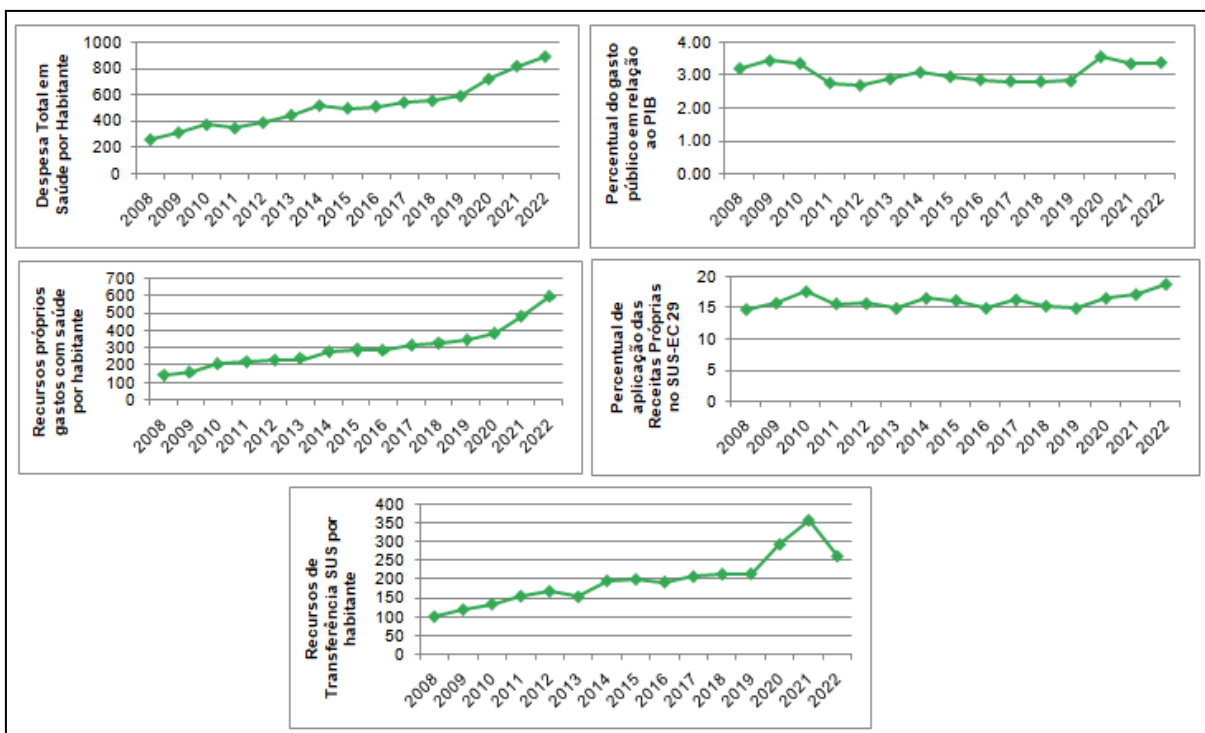 Despesa Total em
Saúde por Habitante
1000
800
600
400
200
0
2008 2009 2010 2011 2012 2013 2014 2015 2016 2017 2018 2019 2020 2021 2022
Percentual do gasto
público em relação
ao PIB
4.00
3.00
2.00
1.00
0.00
2008 2009 2010 2011 2012 2013 2014 2015 2016 2017 2018 2019 2020 2021 2022
Recursos próprios
gastos com saúde
por habitante
700
600
500
400
300
200
100
0
2008 2009 2010 2011 2012 2013 2014 2015 2016 2017 2018 2019 2020 2021 2022
Percentual de
aplicação das
Receitas Próprias
no SUS-EC 29
20
15
10
5
0
2008 2009 2010 2011 2012 2013 2014 2015 2016 2017 2018 2019 2020 2021 2022
Recursos de
Transferência SUS por
habitante
400
350
300
250
200
150
100
50
0
2008 2009 2010 2011 2012 2013 2014 2015 2016 2017 2018 2019 2020 2021 2022